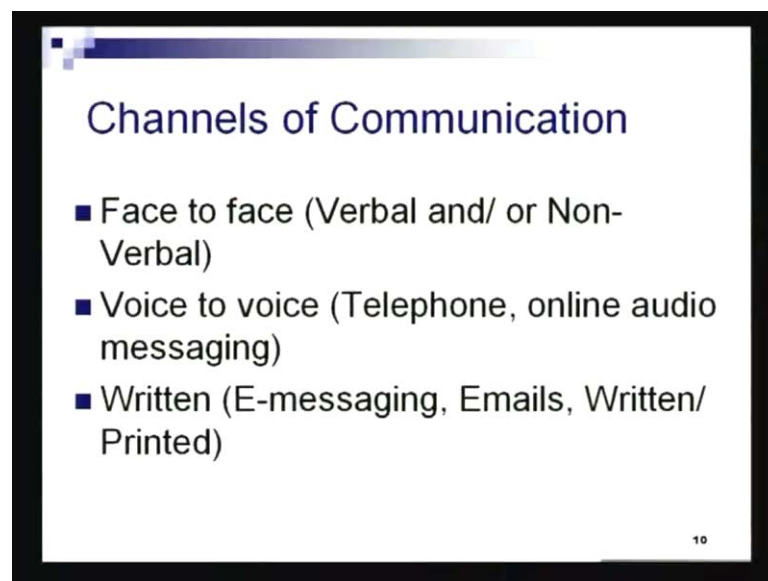 Channels of Communication
Face to face (Verbal and/ or Non-
Verbal)
Voice to voice (Telephone, online audio
messaging)
Written (E-messaging, Emails, Written/
Printed)
10